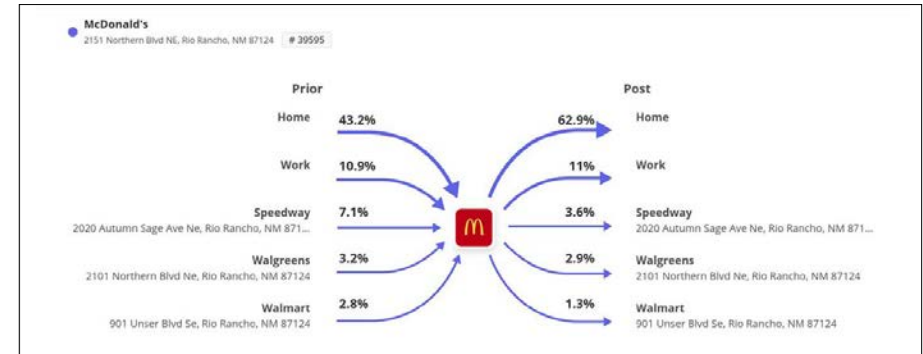 McDonald's
2151 Northern Blvd NE, Rio Rancho, NM 87124 # 39595
Prior Post
Home 43.2% 62.9% Home
Work 10.9% 11% Work
Speedway 7.1% 3.6% Speedway
2020 Autumn Sage Ave Ne, Rio Rancho, NM 871... 2020 Autumn Sage Ave Ne, Rio Rancho, NM 871...
Walgreens 3.2% 2.9% Walgreens
2101 Northern Blvd Ne, Rio Rancho, NM 87124 2101 Northern Blvd Ne, Rio Rancho, NM 87124
Walmart 2.8% 1.3% Walmart
901 Unser Blvd Se, Rio Rancho, NM 87124 901 Unser Blvd Se, Rio Rancho, NM 87124